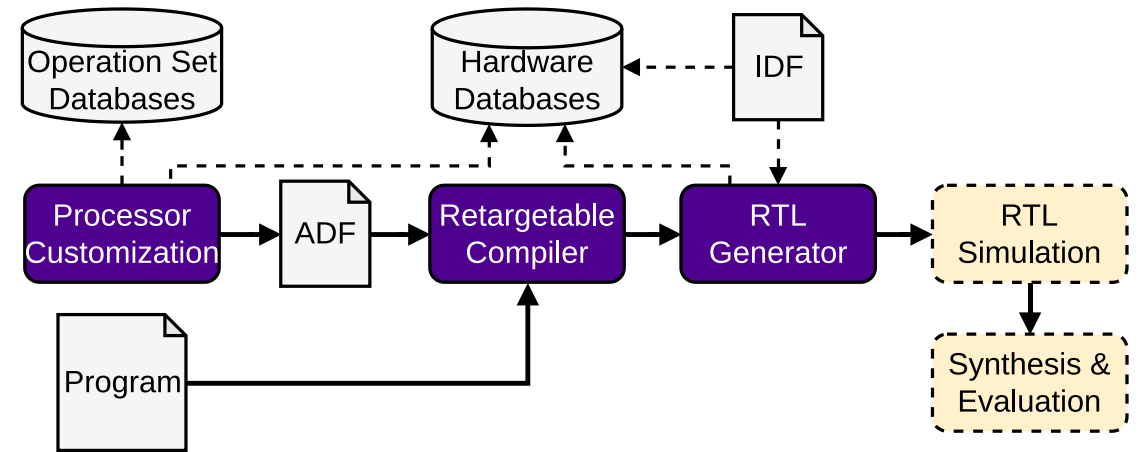 Operation Set
Databases
Hardware
Databases
IDF
Processor
Customization
ADF
Retargetable
Compiler
RTL
Generator
RTL
Simulation
Program
Synthesis &
Evaluation